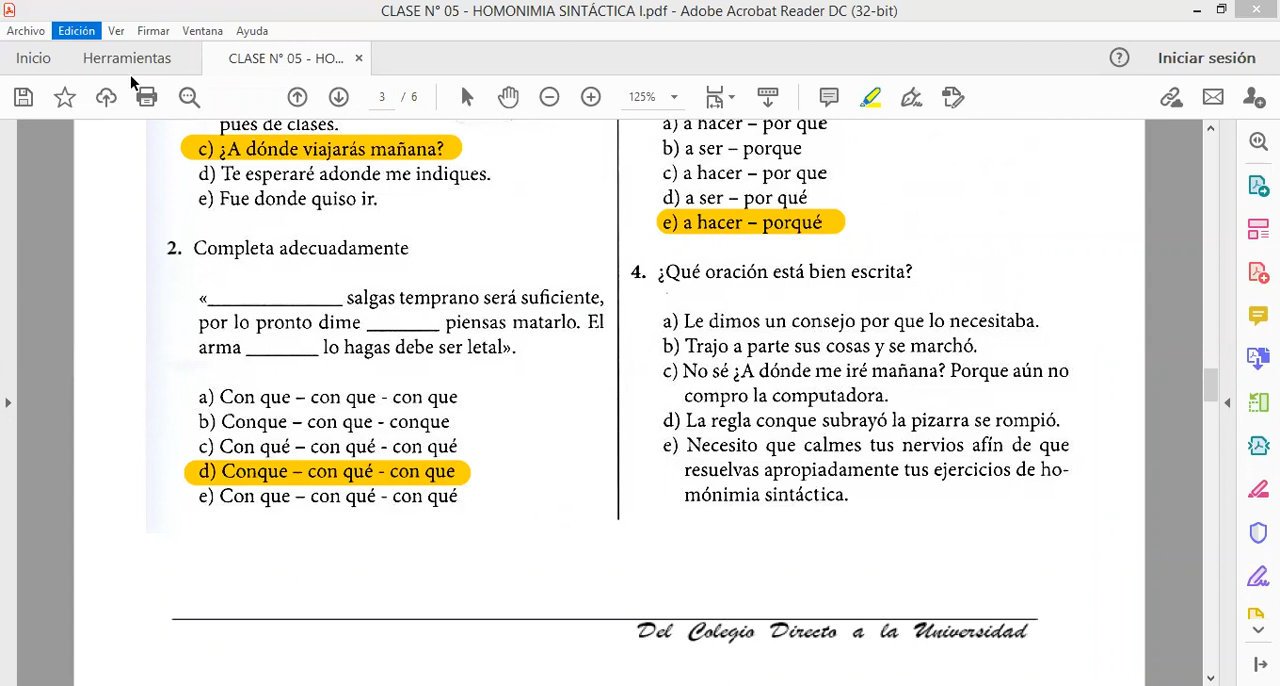 CLASE N° 05 - HOMONIMIA SINTÁCTICA I.pdf - Adobe Acrobat Reader DC (32-bit)
Archivo Edición Ver Firmar Ventana Ayuda
Inicio Herramientas CLASE N° 05 - HO... × Iniciar sesión
3 / 6 125%
pués de clases.
c) ¿A dónde viajarás mañana?
d) Te esperaré adonde me indiques.
e) Fue donde quiso ir.
2. Completa adecuadamente
«______________ salgas temprano será suficiente,
por lo pronto dime ________ piensas matarlo. El
arma ________ lo hagas debe ser letal».
a) Con que – con que - con que
b) Conque – con que - conque
c) Con qué – con qué - con qué
d) Conque – con qué - con que
e) Con que – con qué - con qué
a) a hacer – por qué
b) a ser – porque
c) a hacer – por que
d) a ser – por qué
e) a hacer – porqué
4. ¿Qué oración está bien escrita?
a) Le dimos un consejo por que lo necesitaba.
b) Trajo a parte sus cosas y se marchó.
c) No sé ¿A dónde me iré mañana? Porque aún no
compro la computadora.
d) La regla conque subrayó la pizarra se rompió.
e) Necesito que calmes tus nervios afín de que
resuelvas apropiadamente tus ejercicios de ho-
mónimia sintáctica.
Del Colegio Directo a la Universidad